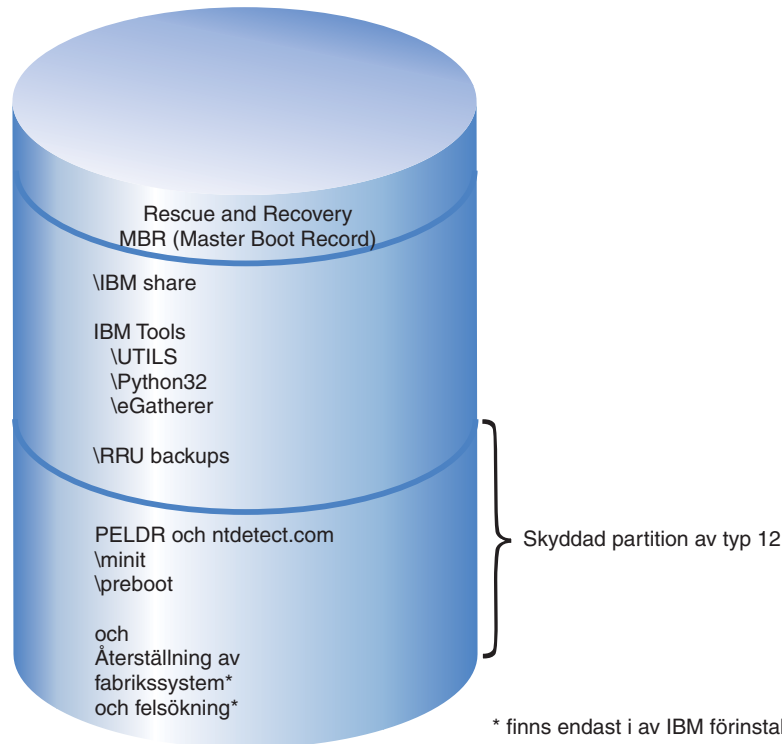 Rescue and Recovery
MBR (Master Boot Record)
\IBM share
IBM Tools
\UTILS
\Python32
\eGatherer
\RRU backups
PELDR och ntdetect.com
\minit
\preboot
och
Återställning av
fabrikssystem*
och felsökning*
Skyddad partition av typ 12
* finns endast i av IBM